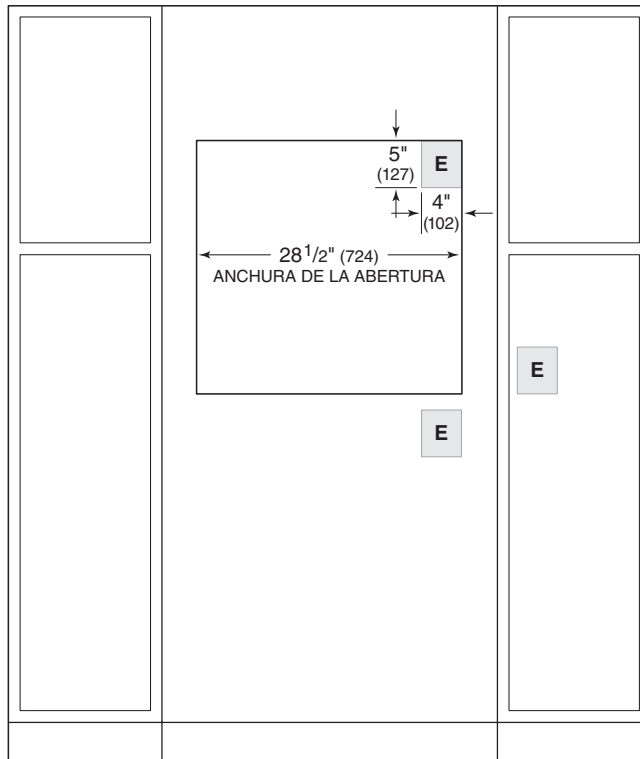 5"
(127)
E
4"
(102)
28 1/2" (724)
ANCHURA DE LA ABERTURA
E
E